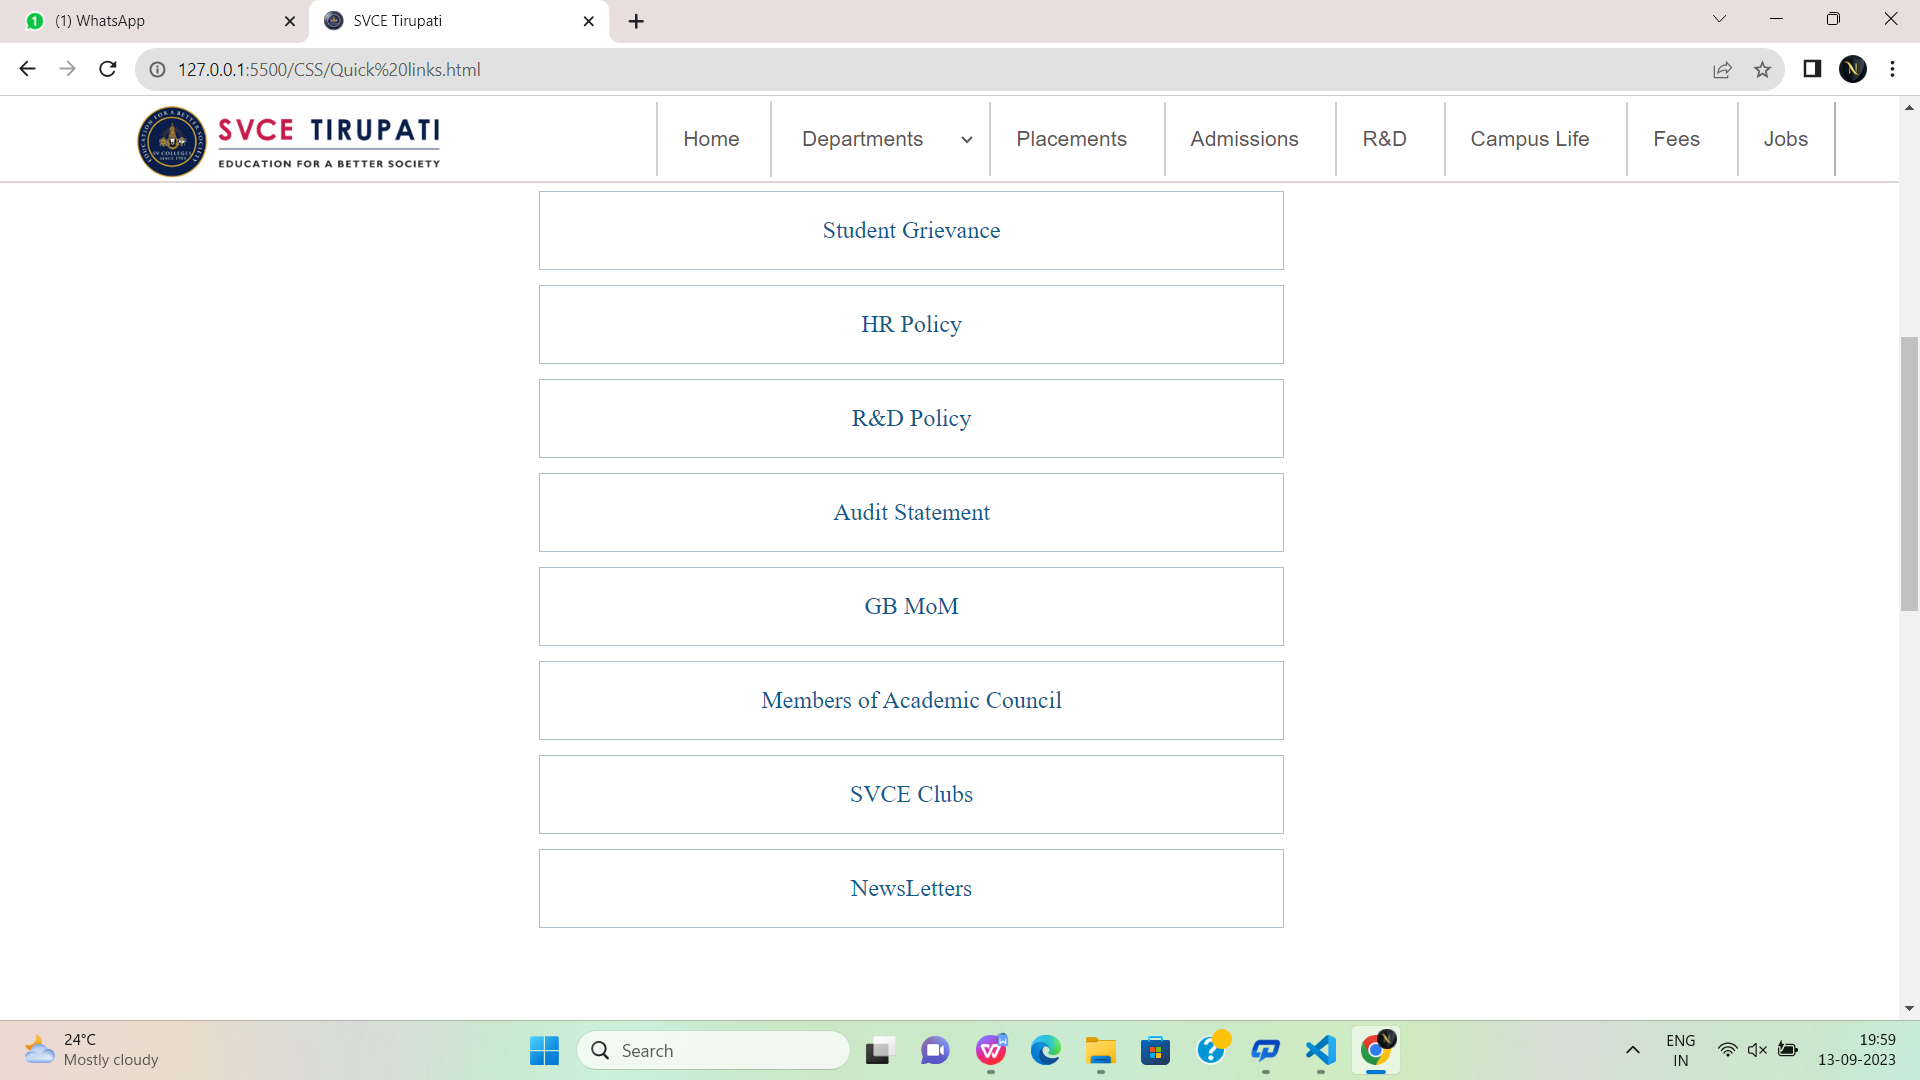 (1) WhatsApp
SVCE Tirupati
127.0.0.1:5500/CSS/Quick%20links.html
SVCE TIRUPATI
EDUCATION FOR A BETTER SOCIETY
Home
Departments
Placements
Admissions
R&D
Campus Life
Fees
Jobs
Student Grievance
HR Policy
R&D Policy
Audit Statement
GB MoM
Members of Academic Council
SVCE Clubs
NewsLetters
24°C
Mostly cloudy
Search
ENG
IN
19:59
13-09-2023